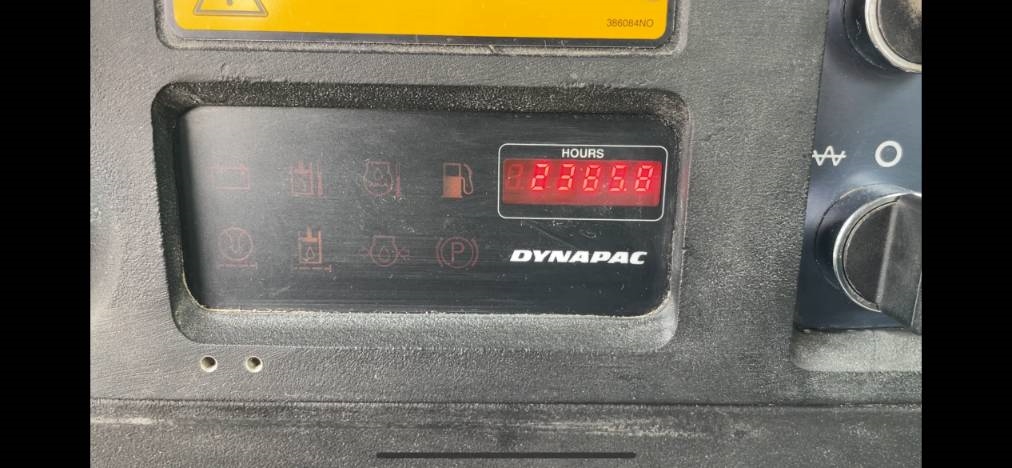 386084NO
HOURS
2385.8
DYNAPAC
P